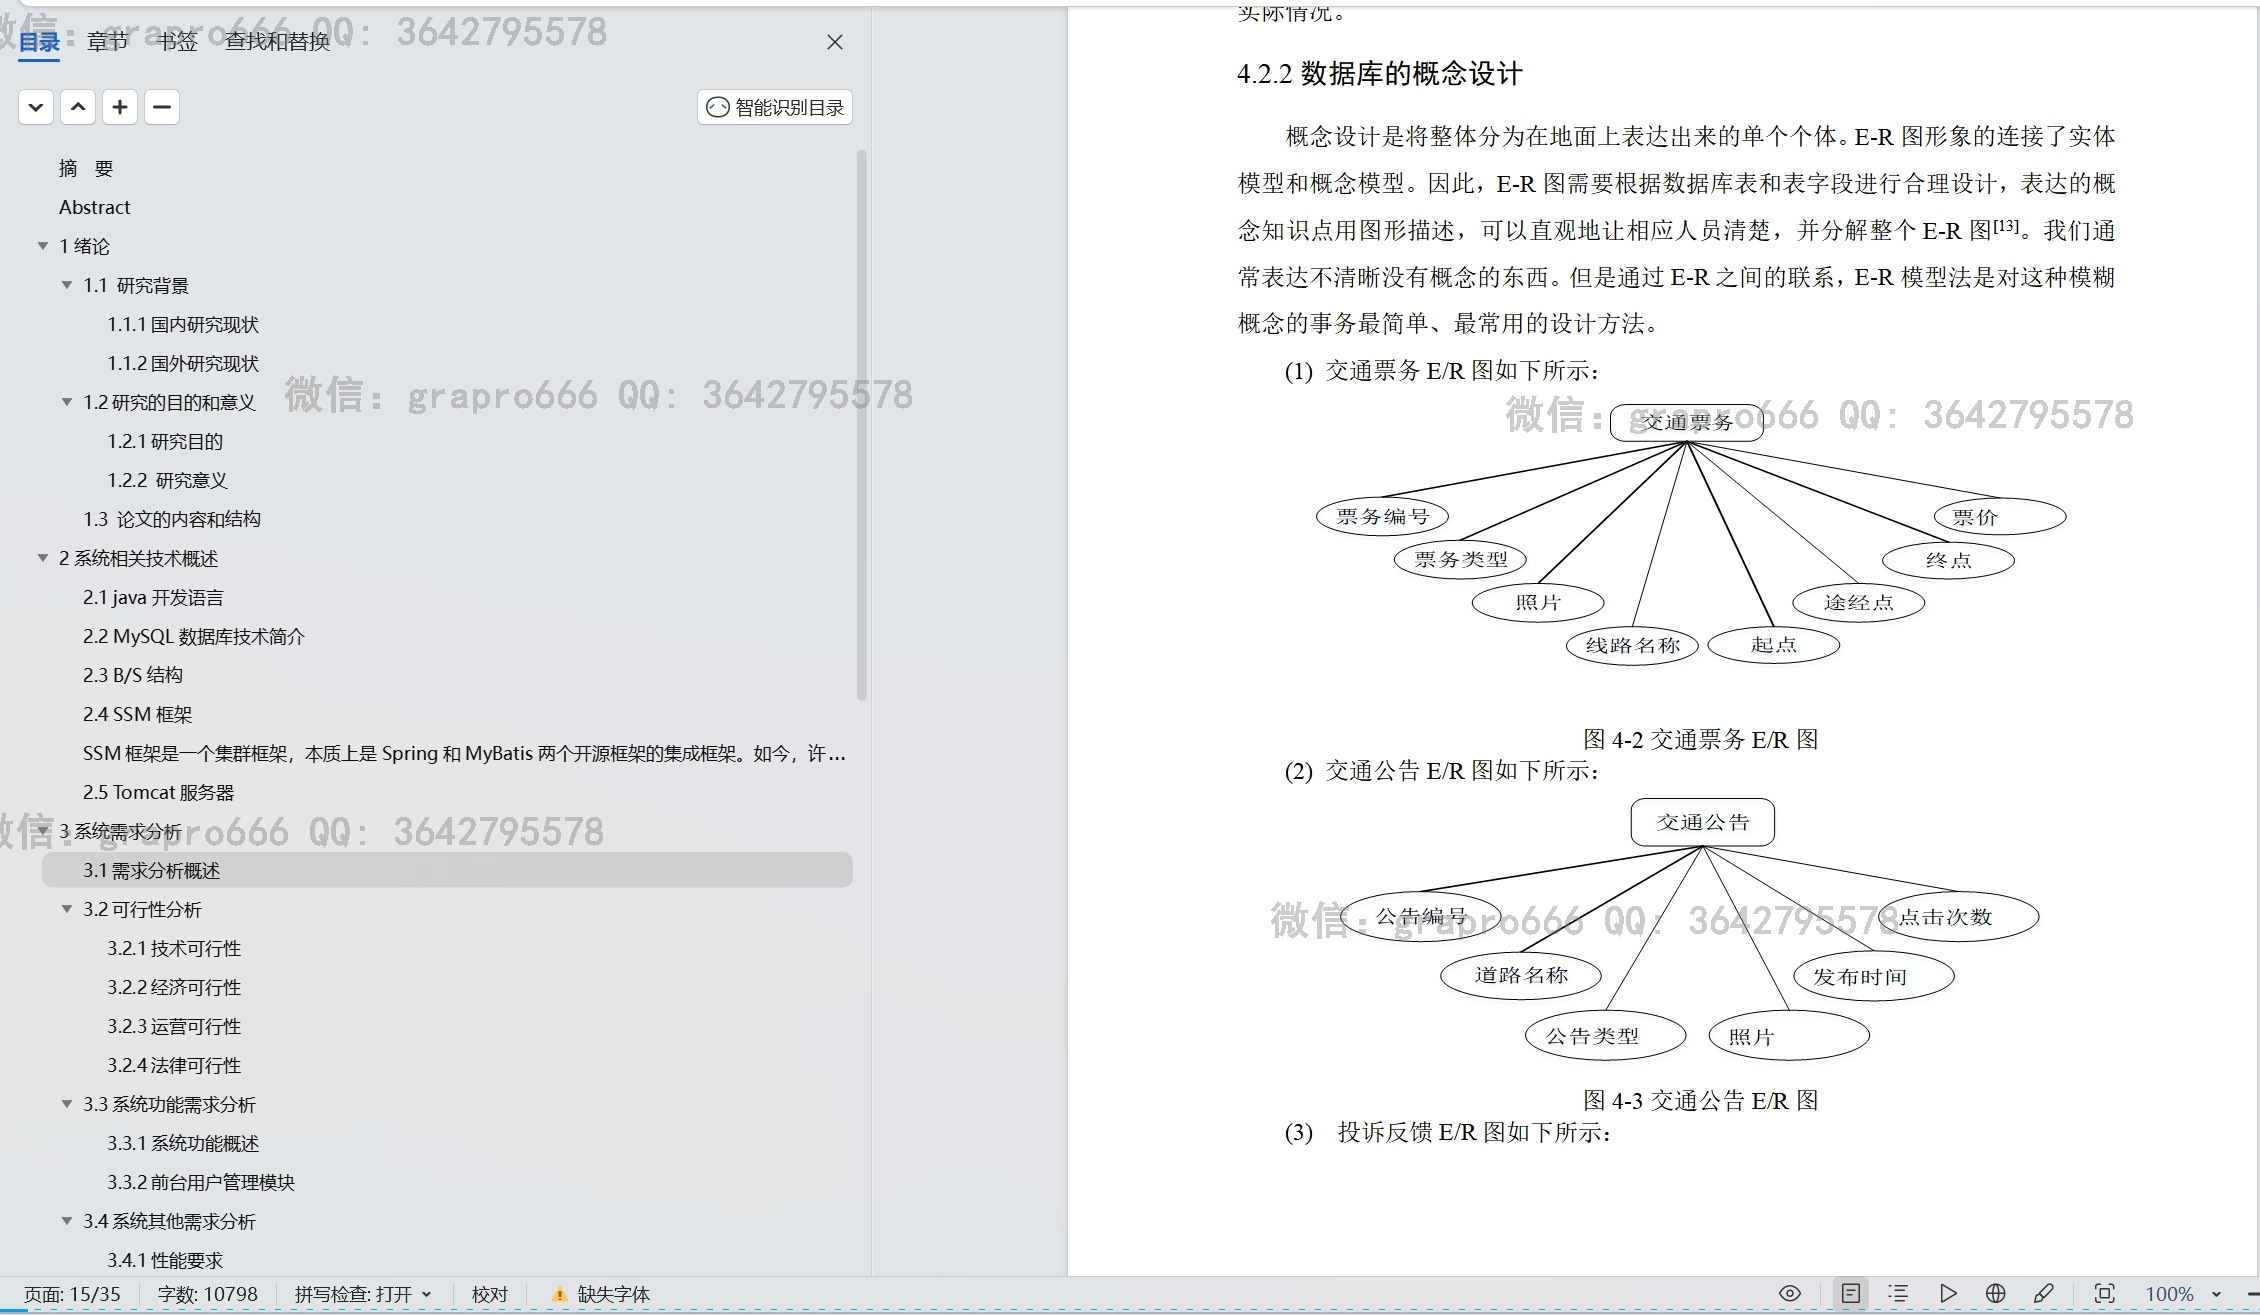 微信: grapro666 QQ: 3642795578
目录 章节 书签 查找和替换
智能识别目录
摘 要
Abstract
1 绪论
1.1 研究背景
1.1.1 国内研究现状
1.1.2 国外研究现状
1.2 研究的目的和意义
微信: grapro666 QQ: 3642795578
1.2.1 研究目的
1.2.2 研究意义
1.3 论文的内容和结构
2 系统相关技术概述
2.1 java 开发语言
2.2 MySQL 数据库技术简介
2.3 B/S 结构
2.4 SSM 框架
SSM 框架是一个集群框架，本质上是 Spring 和 MyBatis 两个开源框架的集成框架。如今，许...
2.5 Tomcat 服务器
3 系统需求分析
微信: grapro666 QQ: 3642795578
3.1 需求分析概述
3.2 可行性分析
3.2.1 技术可行性
3.2.2 经济可行性
3.2.3 运营可行性
3.2.4 法律可行性
3.3 系统功能需求分析
3.3.1 系统功能概述
3.3.2 前台用户管理模块
3.4 系统其他需求分析
3.4.1 性能要求
实际情况。
4.2.2 数据库的概念设计
概念设计是将整体分为在地面上表达出来的单个个体。E-R 图形象的连接了实体
模型和概念模型。因此，E-R 图需要根据数据库表和表字段进行合理设计，表达的概
念知识点用图形描述，可以直观地让相应人员清楚，并分解整个 E-R 图[13]。我们通
常表达不清晰没有概念的东西。但是通过 E-R 之间的联系，E-R 模型法是对这种模糊
概念的事务最简单、最常用的设计方法。
(1) 交通票务 E/R 图如下所示：
微信: grapro666 QQ: 3642795578
交通票务
票务编号
票价
票务类型
终点
照片
途经点
线路名称
起点
图 4-2 交通票务 E/R 图
(2) 交通公告 E/R 图如下所示：
交通公告
微信: grapro666 QQ: 3642795578
公告编号
点击次数
道路名称
发布时间
公告类型
照片
图 4-3 交通公告 E/R 图
(3) 投诉反馈 E/R 图如下所示：
页面: 15/35 字数: 10798 拼写检查: 打开 校对 缺失字体 100%